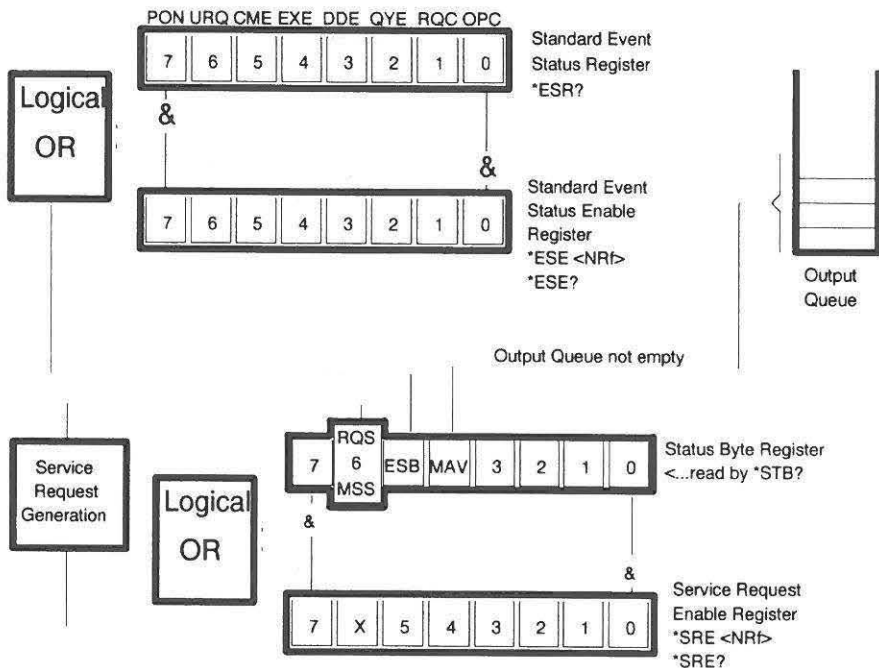 PON URQ CME EXE DDE QYE RQC OPC
7 6 5 4 3 2 1 0
Standard Event
Status Register
*ESR?
Logical
OR
&
&
7 6 5 4 3 2 1 0
Standard Event
Status Enable
Register
*ESE <NRf>
*ESE?
Output
Queue
Output Queue not empty
Service
Request
Generation
Logical
OR
7 RQS 6 MSS ESB MAV 3 2 1 0
Status Byte Register
<...read by *STB?
&
&
7 X 5 4 3 2 1 0
Service Request
Enable Register
*SRE <NRf>
*SRE?